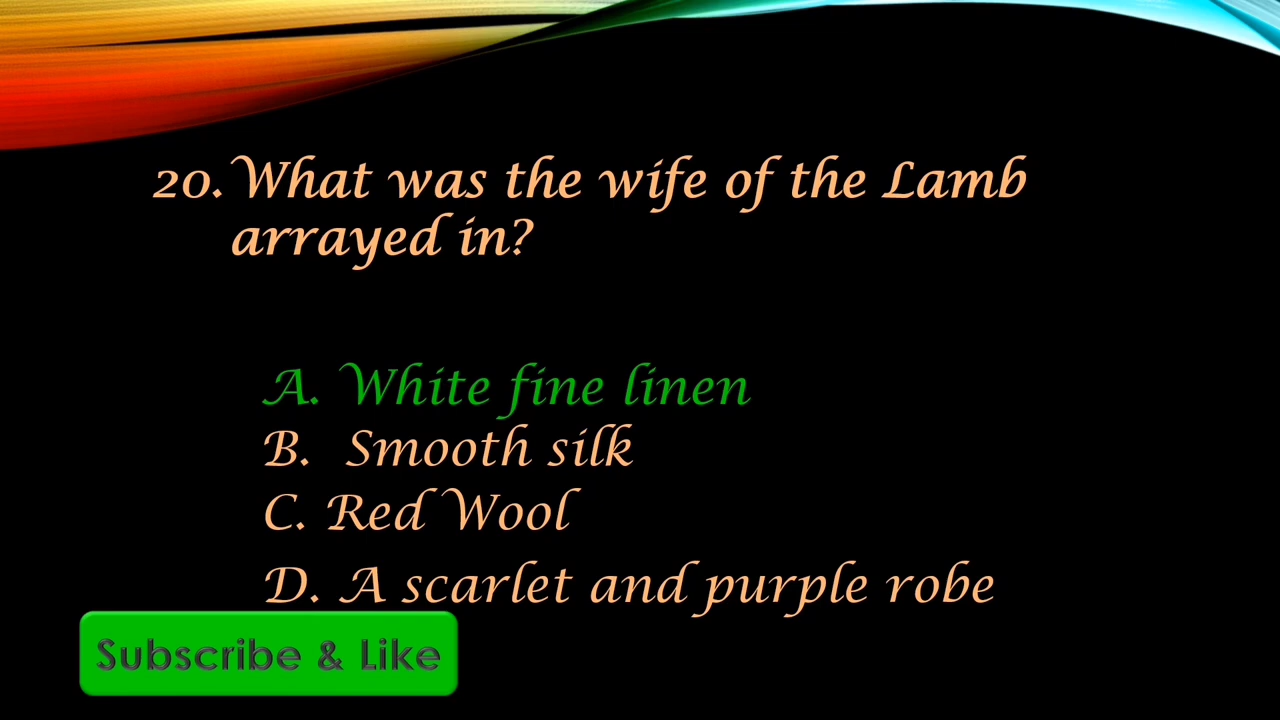 20. What was the wife of the Lamb
arrayed in?
A. White fine linen
B. Smooth silk
C. Red Wool
D. A scarlet and purple robe
Subscribe & Like